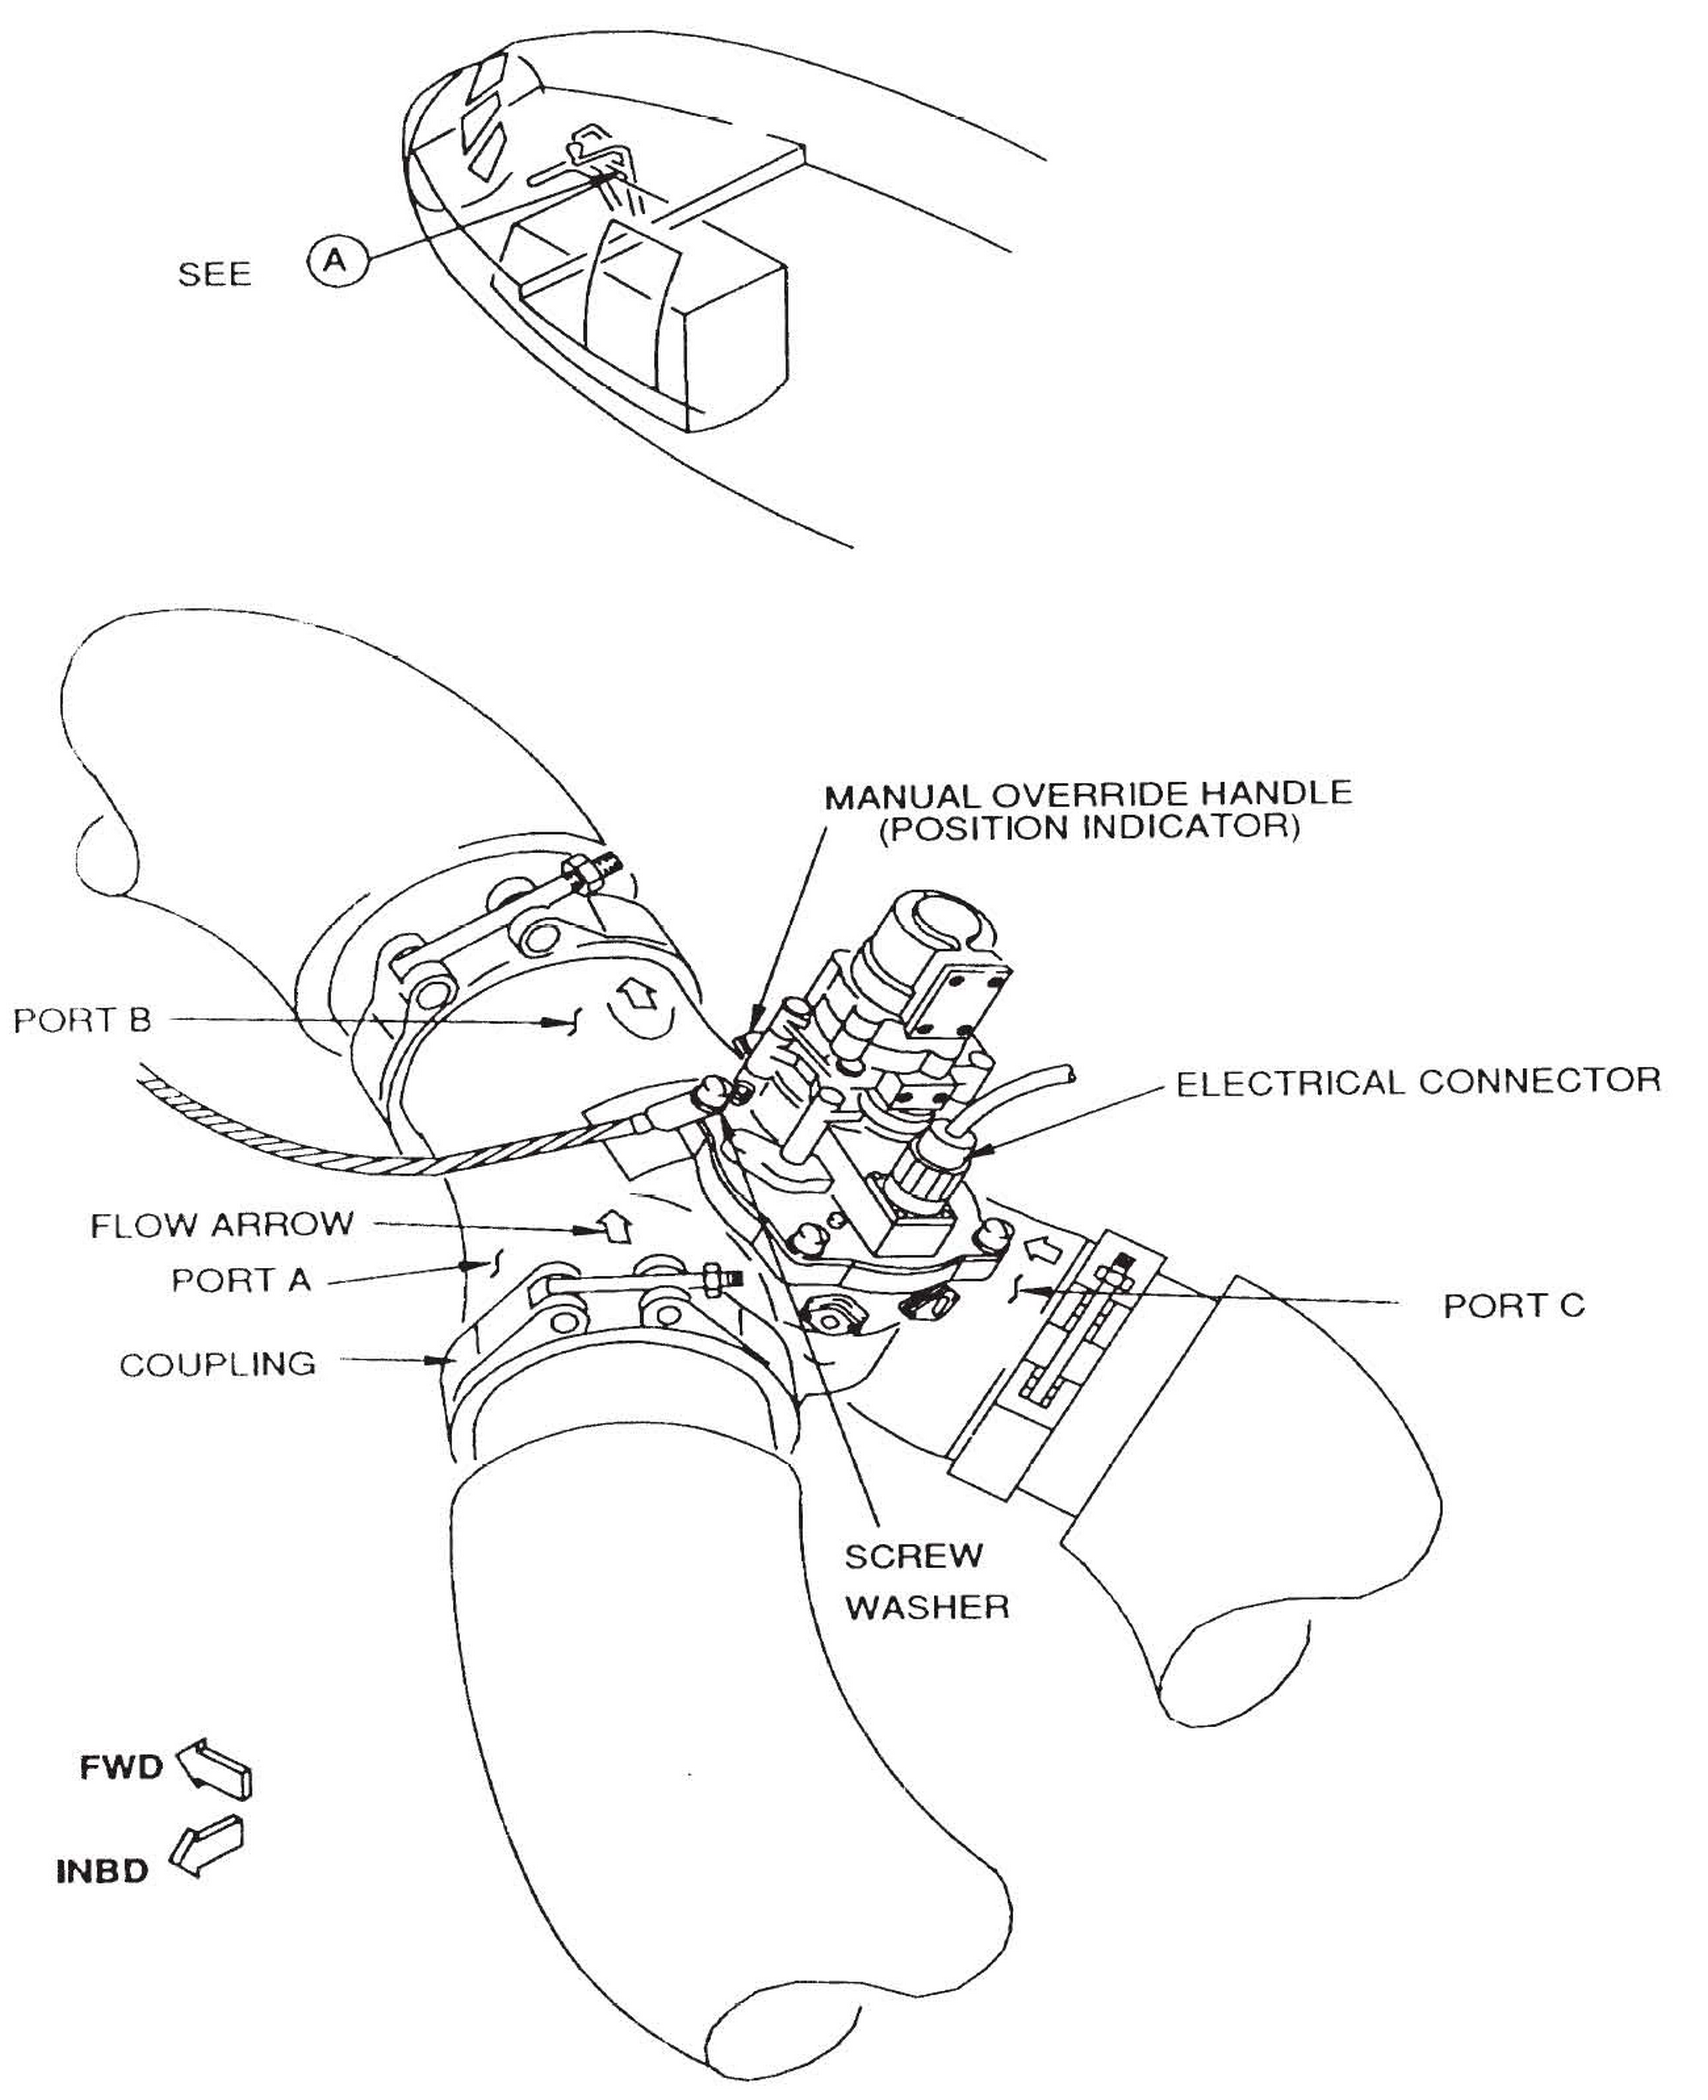 SEE A
MANUAL OVERRIDE HANDLE
(POSITION INDICATOR)
PORT B
ELECTRICAL CONNECTOR
FLOW ARROW
PORT A
PORT C
COUPLING
SCREW
WASHER
FWD
INBD